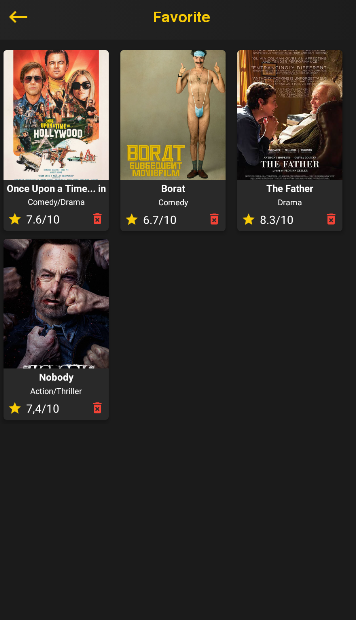 Favorite
ONCE UPON A TIME IN
HOLLYWOOD
Once Upon a Time... in
Comedy/Drama
7.6/10
BORAT
SUBSEQUENT
MOVIEFILM
Borat
Comedy
6.7/10
THE FATHER
The Father
Drama
8.3/10
Nobody
Action/Thriller
7,4/10